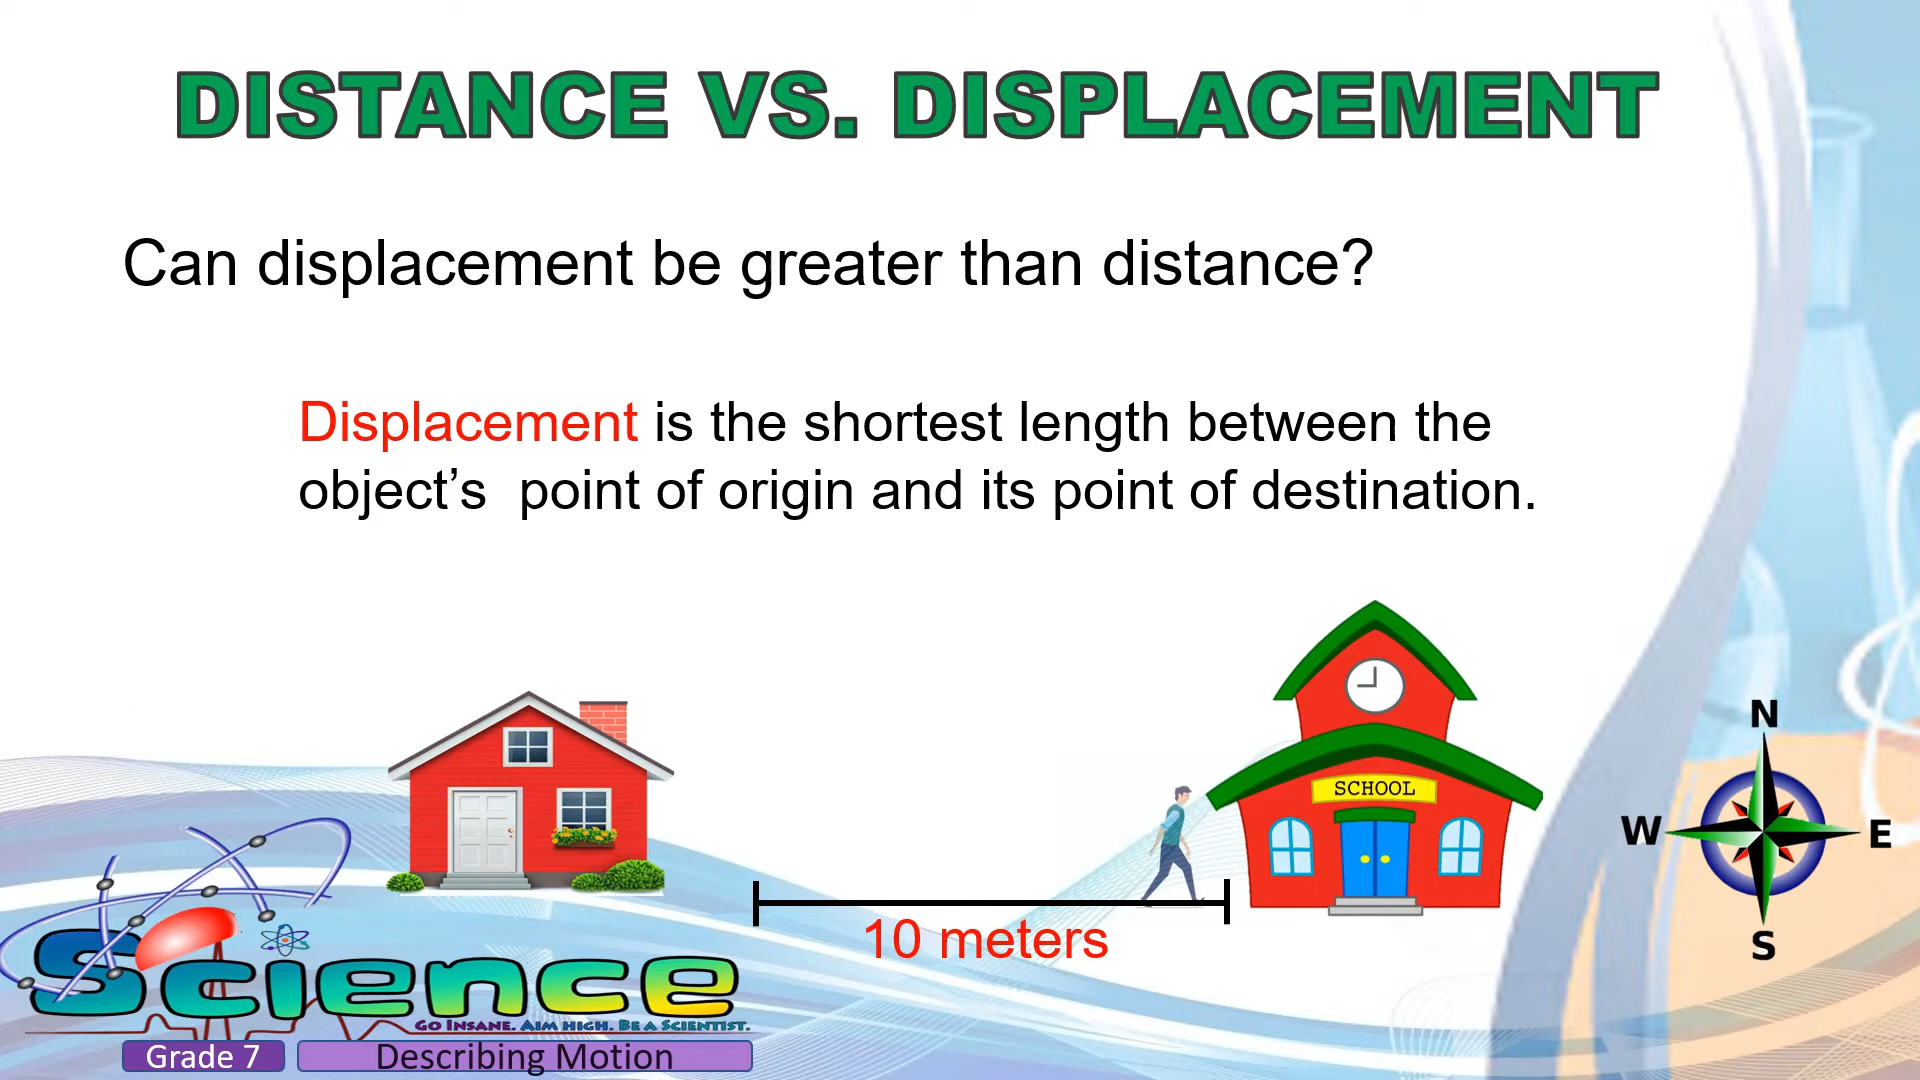 DISTANCE VS. DISPLACEMENT
Can displacement be greater than distance?
Displacement is the shortest length between the
object’s  point of origin and its point of destination.
SCHOOL
10 meters
N
W
E
S
Science
GO INSANE. AIM HIGH. BE A SCIENTIST.
Grade 7
Describing Motion